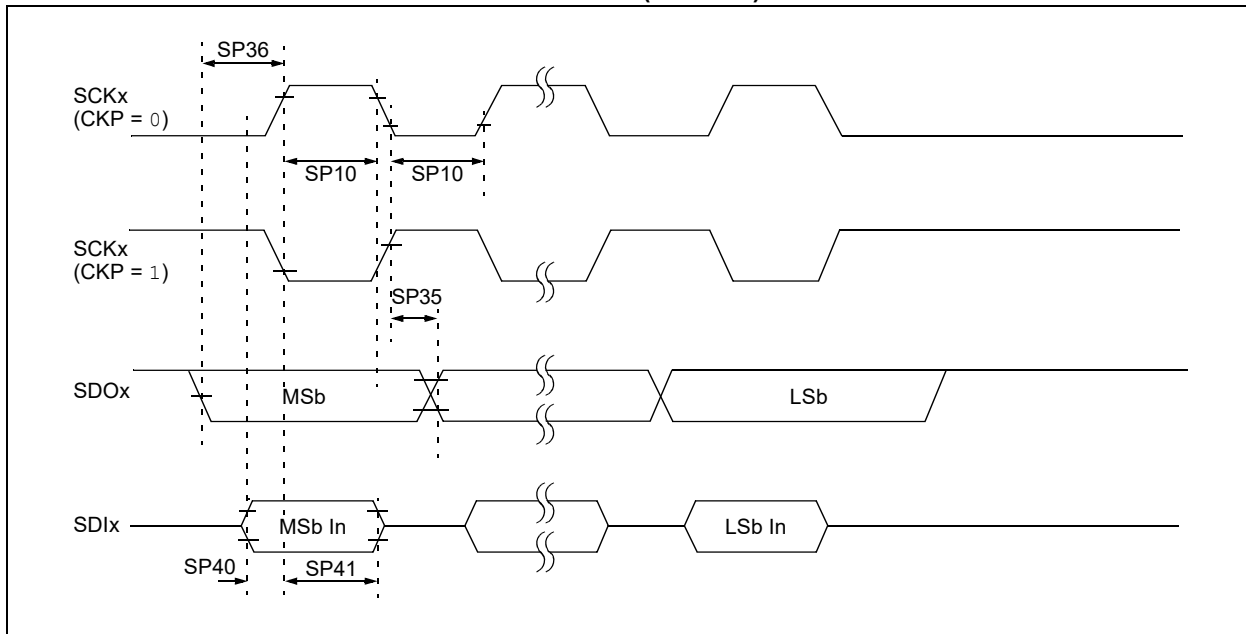 SP36
SCKx
(CKP = 0)
SP10 SP10
SCKx
(CKP = 1)
SP35
SDOx MSb LSb
SDIx MSb In LSb In
SP40 SP41